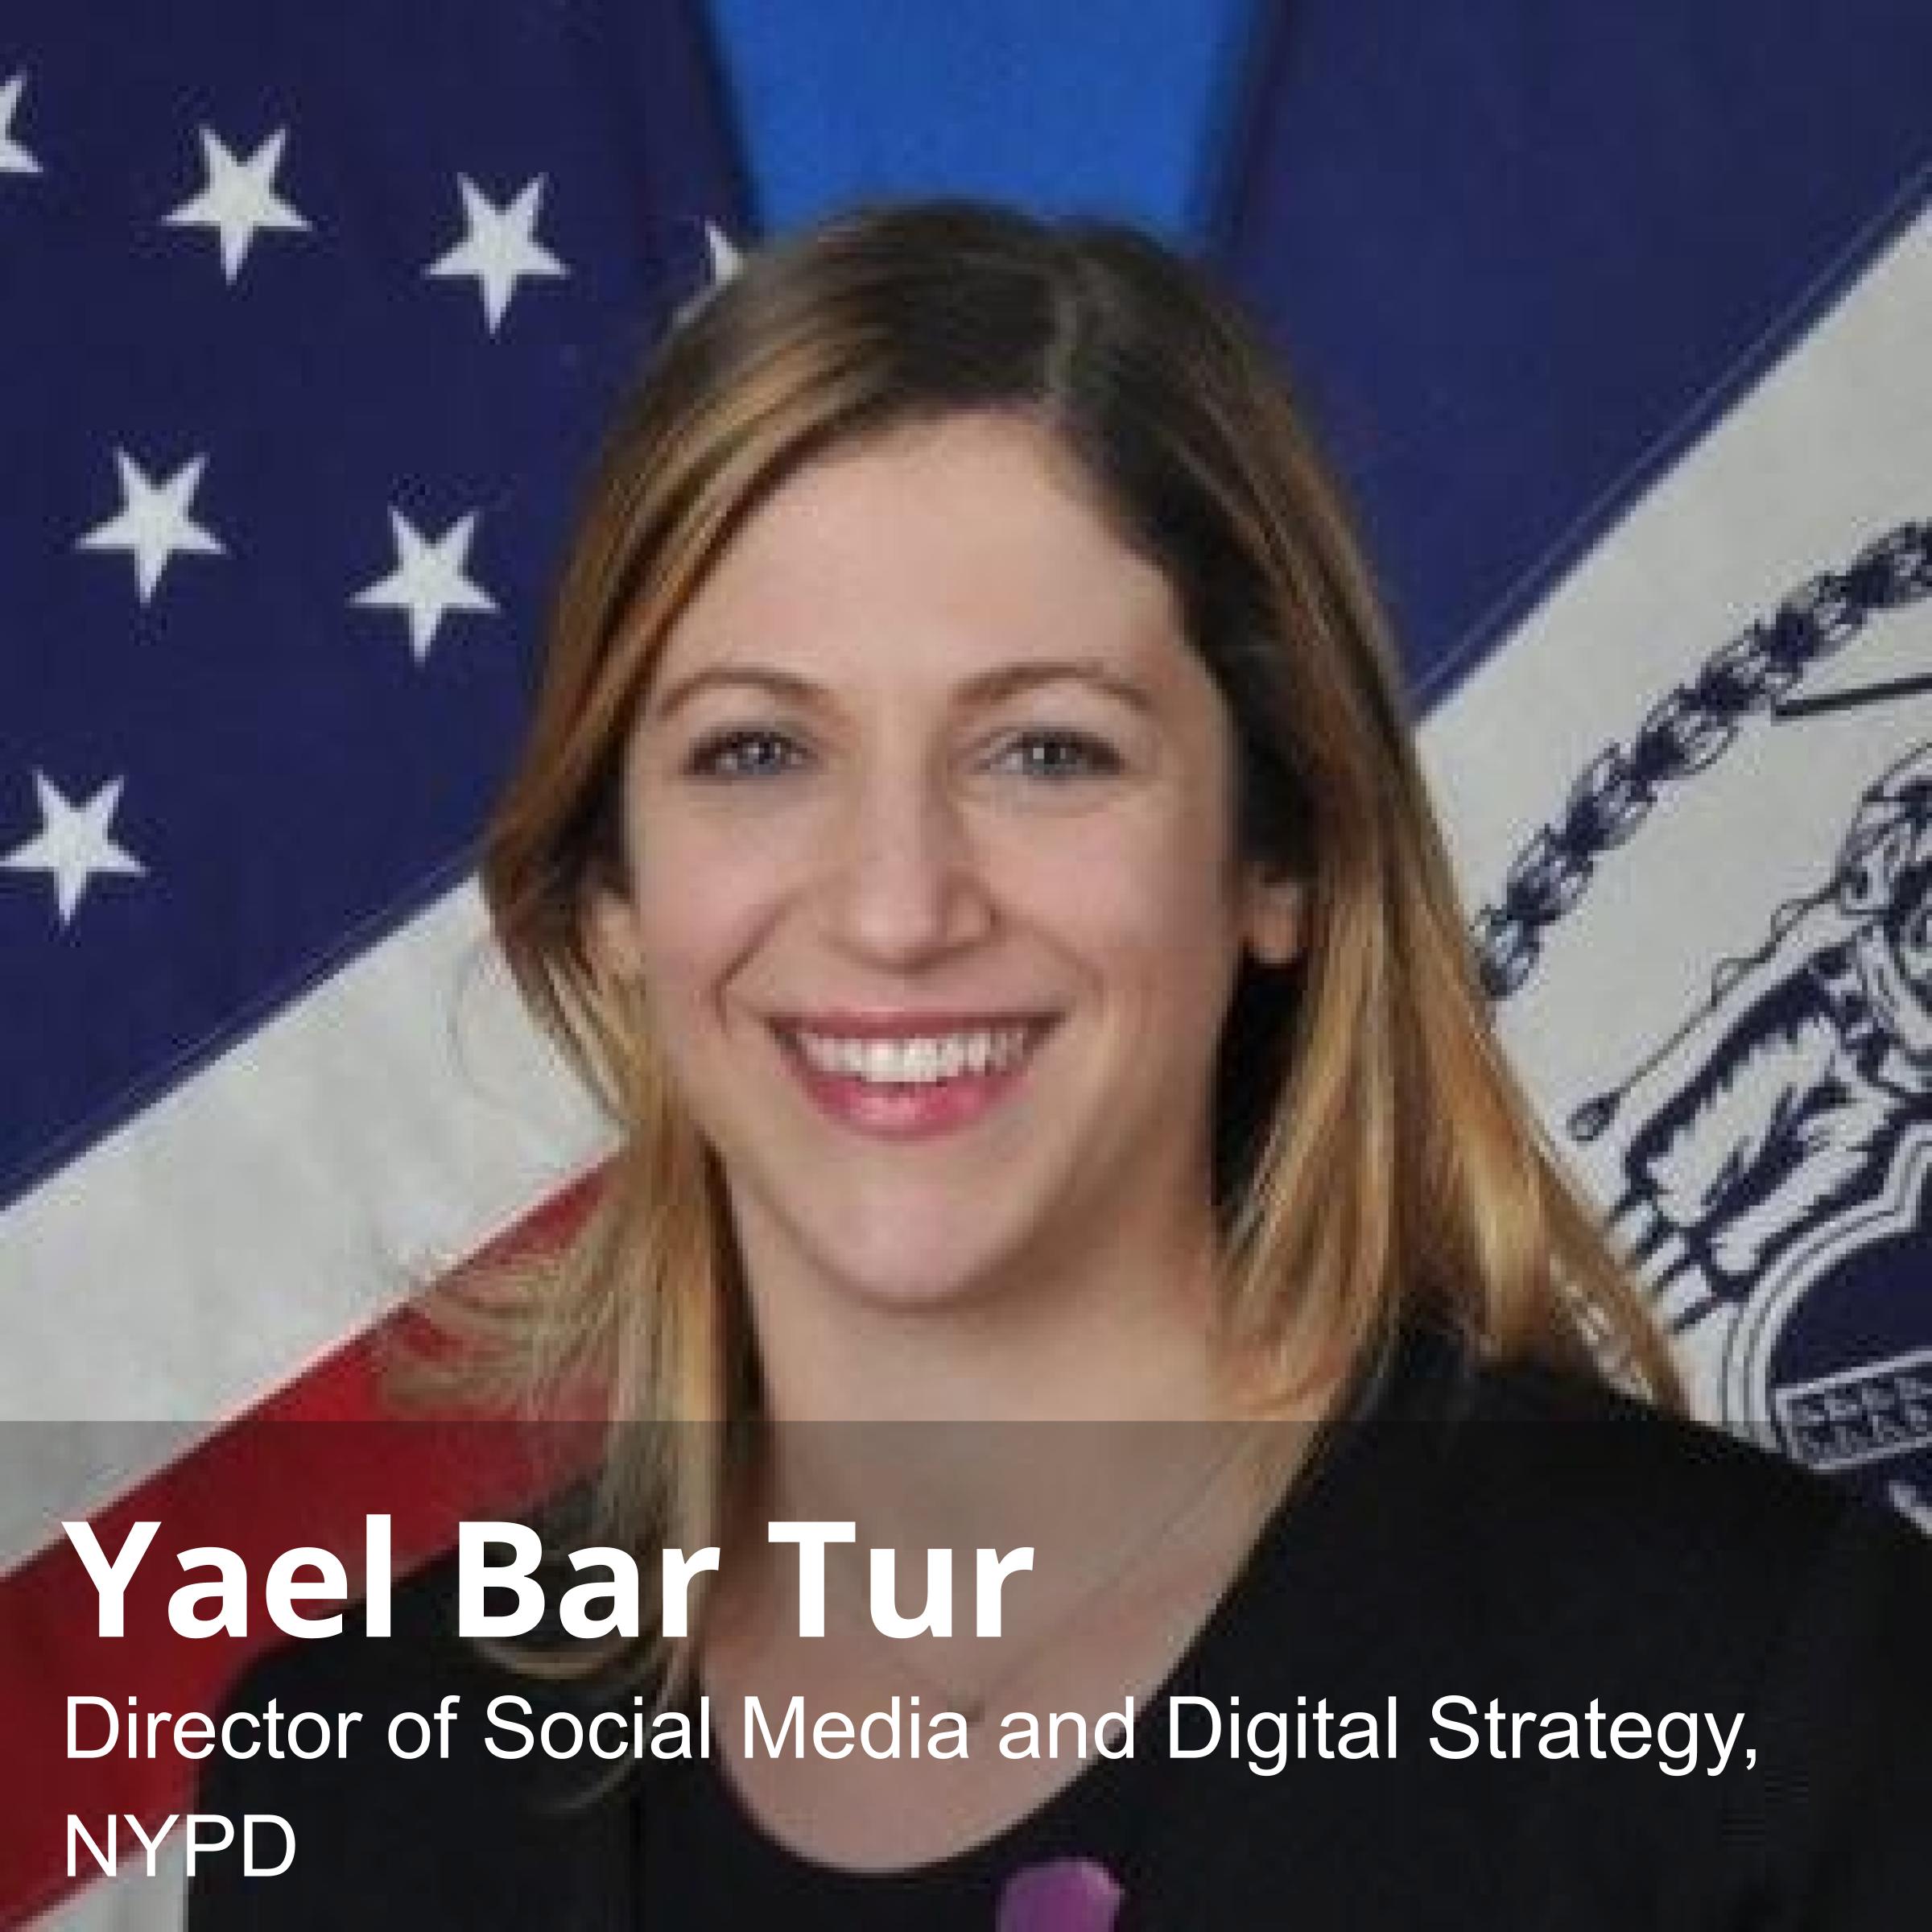 Yael Bar Tur
Director of Social Media and Digital Strategy,
NYPD